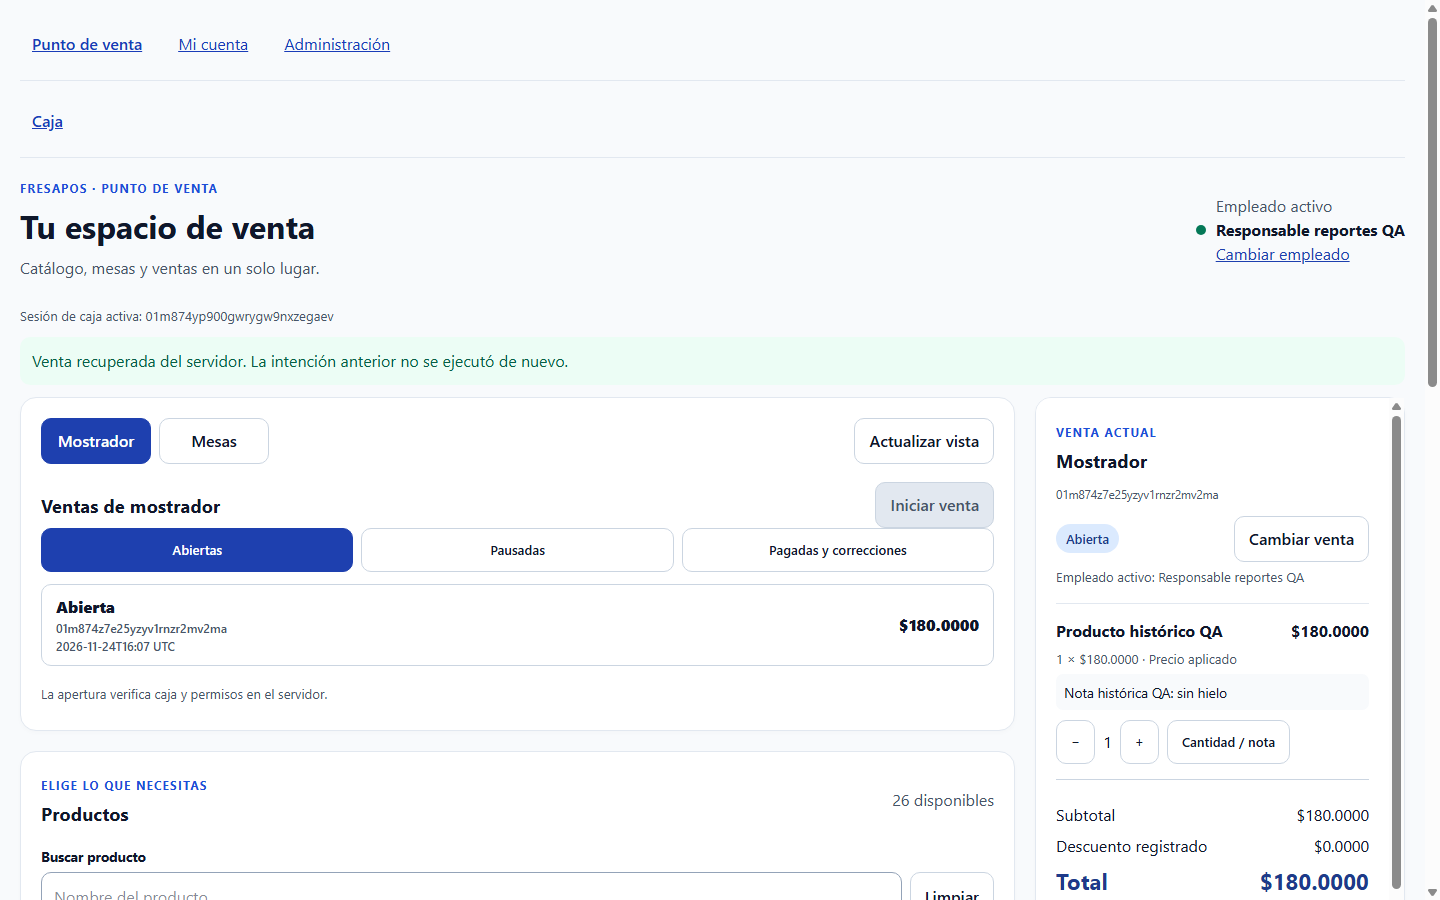 Punto de venta Mi cuenta Administración
Caja
FRESAPOS · PUNTO DE VENTA
Tu espacio de venta
Catálogo, mesas y ventas en un solo lugar.
Empleado activo
Responsable reportes QA
Cambiar empleado
Sesión de caja activa: 01m874yp900gwrygw9nxzegaev
Venta recuperada del servidor. La intención anterior no se ejecutó de nuevo.
Mostrador Mesas Actualizar vista
Ventas de mostrador Iniciar venta
Abiertas Pausadas Pagadas y correcciones
Abierta
01m874z7e25yzyv1rnzr2mv2ma
2026-11-24T16:07 UTC
$180.0000
La apertura verifica caja y permisos en el servidor.
ELIGE LO QUE NECESITAS
Productos
26 disponibles
Buscar producto
Nombre del producto
Limpiar
VENTA ACTUAL
Mostrador
01m874z7e25yzyv1rnzr2mv2ma
Abierta Cambiar venta
Empleado activo: Responsable reportes QA
Producto histórico QA $180.0000
1 × $180.0000 · Precio aplicado
Nota histórica QA: sin hielo
− 1 + Cantidad / nota
Subtotal $180.0000
Descuento registrado $0.0000
Total $180.0000